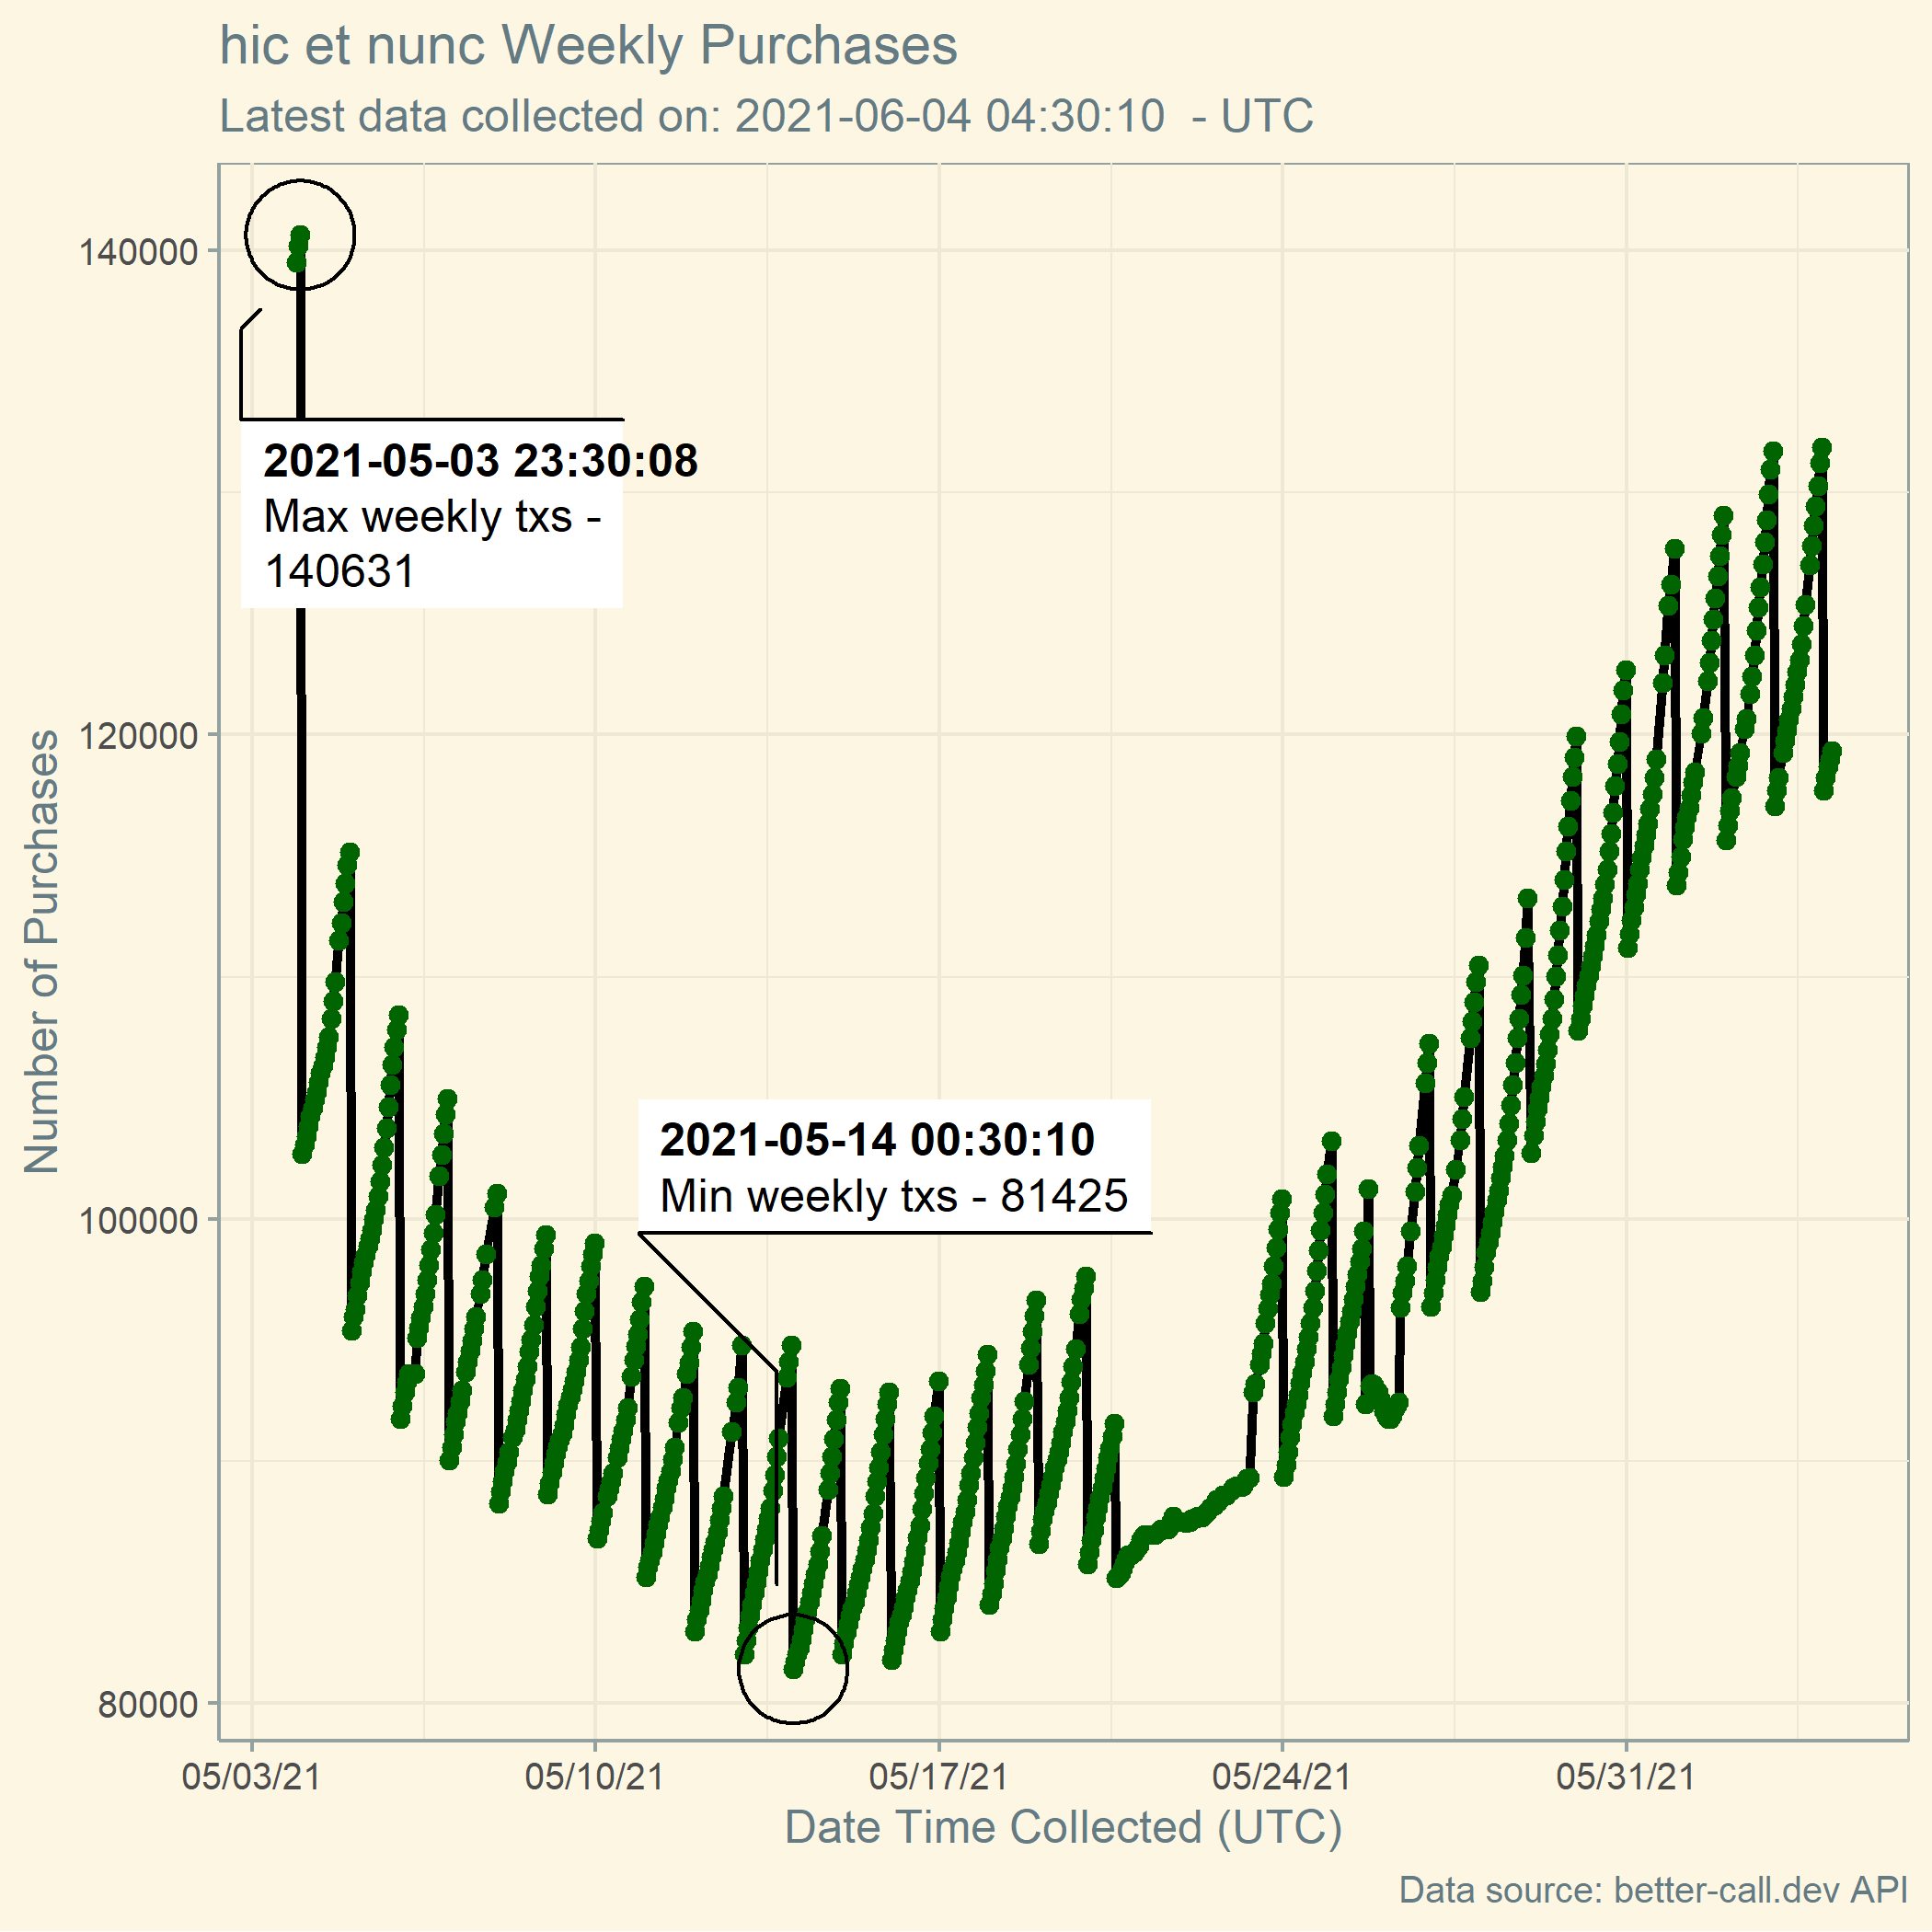 hic et nunc Weekly Purchases
Latest data collected on: 2021-06-04 04:30:10 - UTC
140000
120000
100000
80000
Number of Purchases
2021-05-03 23:30:08
Max weekly txs -
140631
2021-05-14 00:30:10
Min weekly txs - 81425
05/03/21
05/10/21
05/17/21
05/24/21
05/31/21
Date Time Collected (UTC)
Data source: better-call.dev API